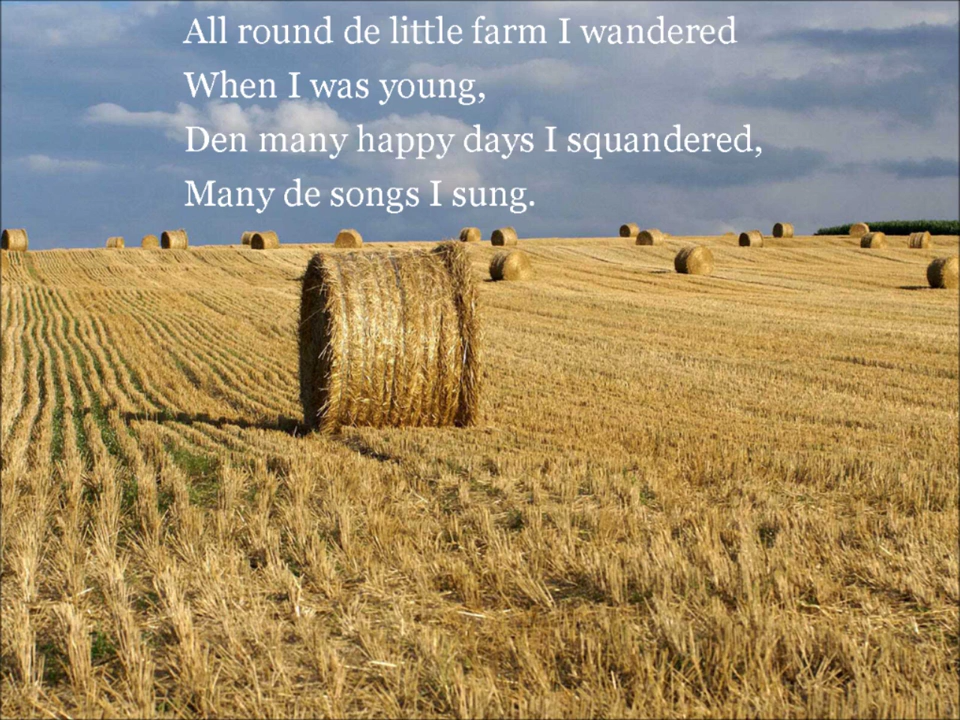 All round de little farm I wandered
When I was young,
Den many happy days I squandered,
Many de songs I sung.